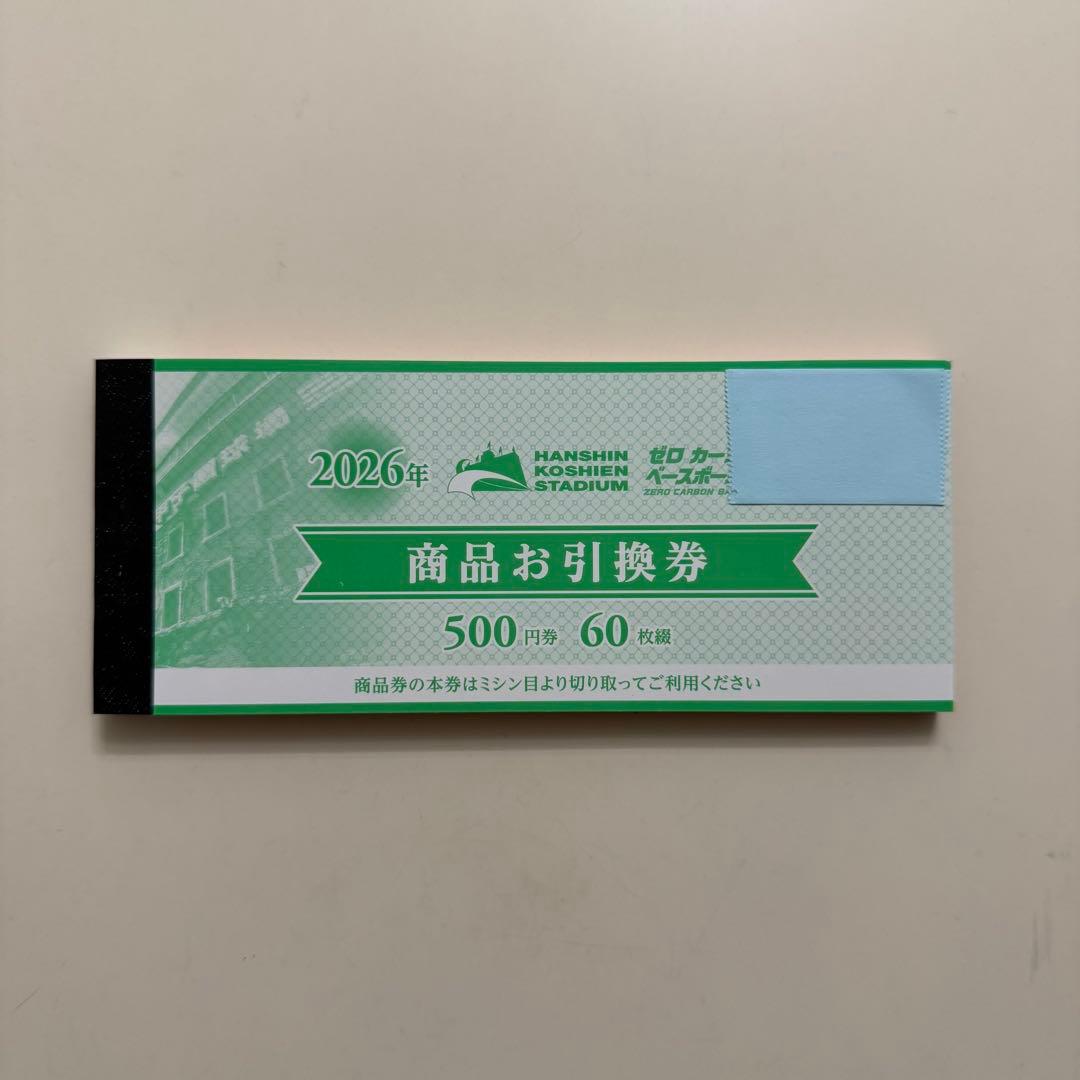 2026年
HANSHIN
KOSHIEN
STADIUM
ゼロ カー
ベースボー
ZERO CARBON
商品お引換券
500円券 60枚綴
商品券の本券はミシン目より切り取ってご利用ください